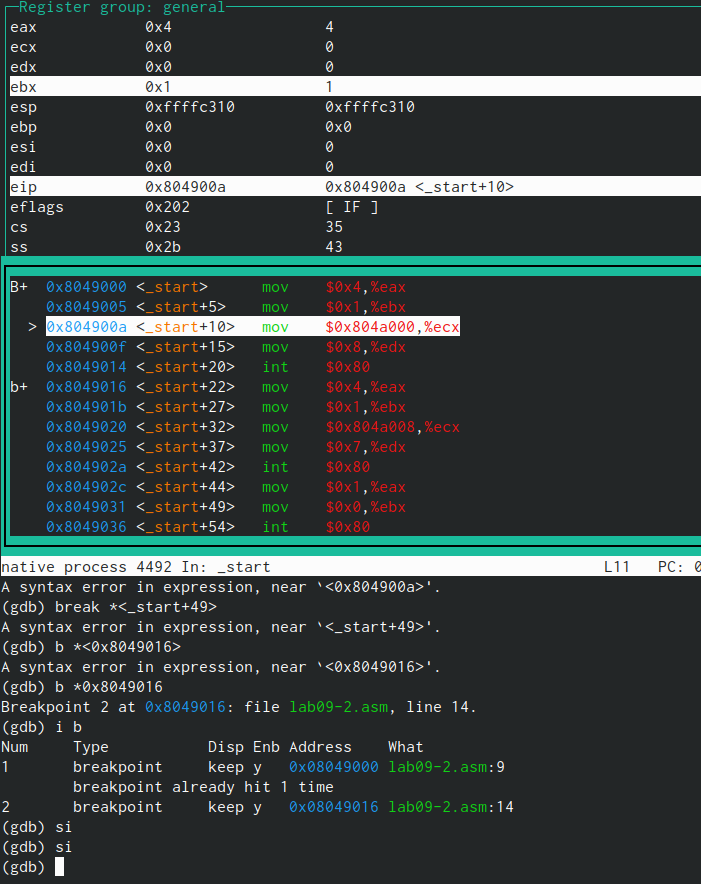 Register group: general
eax 0x4 4
ecx 0x0 0
edx 0x0 0
ebx 0x1 1
esp 0xffffc310 0xffffc310
ebp 0x0 0x0
esi 0x0 0
edi 0x0 0
eip 0x804900a 0x804900a <_start+10>
eflags 0x202 [ IF ]
cs 0x23 35
ss 0x2b 43
B+ 0x8049000 <_start> mov $0x4,%eax
0x8049005 <_start+5> mov $0x1,%ebx
> 0x804900a <_start+10> mov $0x804a000,%ecx
0x804900f <_start+15> mov $0x8,%edx
0x8049014 <_start+20> int $0x80
b+ 0x8049016 <_start+22> mov $0x4,%eax
0x804901b <_start+27> mov $0x1,%ebx
0x8049020 <_start+32> mov $0x804a008,%ecx
0x8049025 <_start+37> mov $0x7,%edx
0x804902a <_start+42> int $0x80
0x804902c <_start+44> mov $0x1,%eax
0x8049031 <_start+49> mov $0x0,%ebx
0x8049036 <_start+54> int $0x80
native process 4492 In: _start L11 PC: 0
A syntax error in expression, near `<0x804900a>'.
(gdb) break *<_start+49>
A syntax error in expression, near `<_start+49>'.
(gdb) b *<0x8049016>
A syntax error in expression, near `<0x8049016>'.
(gdb) b *0x8049016
Breakpoint 2 at 0x8049016: file lab09-2.asm, line 14.
(gdb) i b
Num Type Disp Enb Address What
1 breakpoint keep y 0x08049000 lab09-2.asm:9
breakpoint already hit 1 time
2 breakpoint keep y 0x08049016 lab09-2.asm:14
(gdb) si
(gdb) si
(gdb)